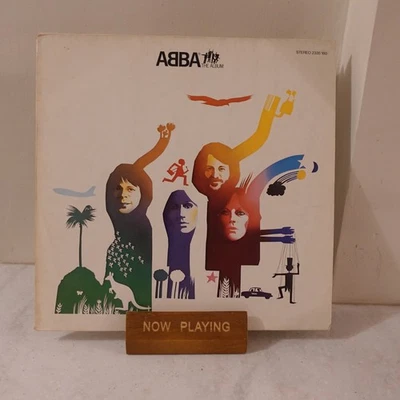 ABBA
THE ALBUM
NOW PLAYING